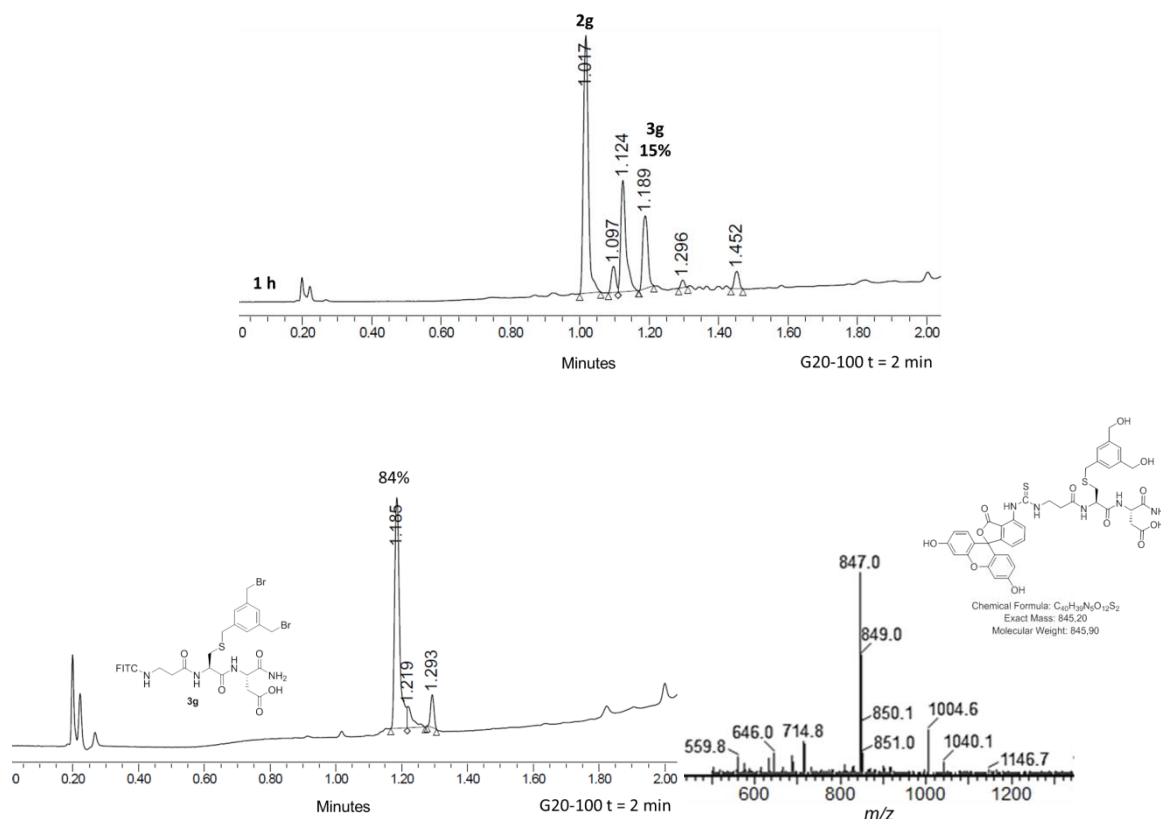 2g
1.017
1.097
1.124
3g
15%
1.189
1.296
1.452
1 h
0 0.20 0.40 0.60 0.80 1.00 1.20 1.40 1.60 1.80 2.00
Minutes
G20-100 t = 2 min
84%
1.185
1.219
1.293
Br
Br
S
FITC
N
H
O
N
H
O
H
N
O
NH2
O
OH
3g
0 0.20 0.40 0.60 0.80 1.00 1.20 1.40 1.60 1.80 2.00
Minutes
G20-100 t = 2 min
OH
OH
S
S
NH
NH
O
N
H
O
H
N
O
NH
O
OH
O
O
HO
O
OH
Chemical Formula: C40H39N5O12S2
Exact Mass: 845,20
Molecular Weight: 845,90
847.0
849.0
850.1
851.0
1004.6
1040.1
1146.7
559.8
646.0
714.8
600 800 1000 1200
m/z